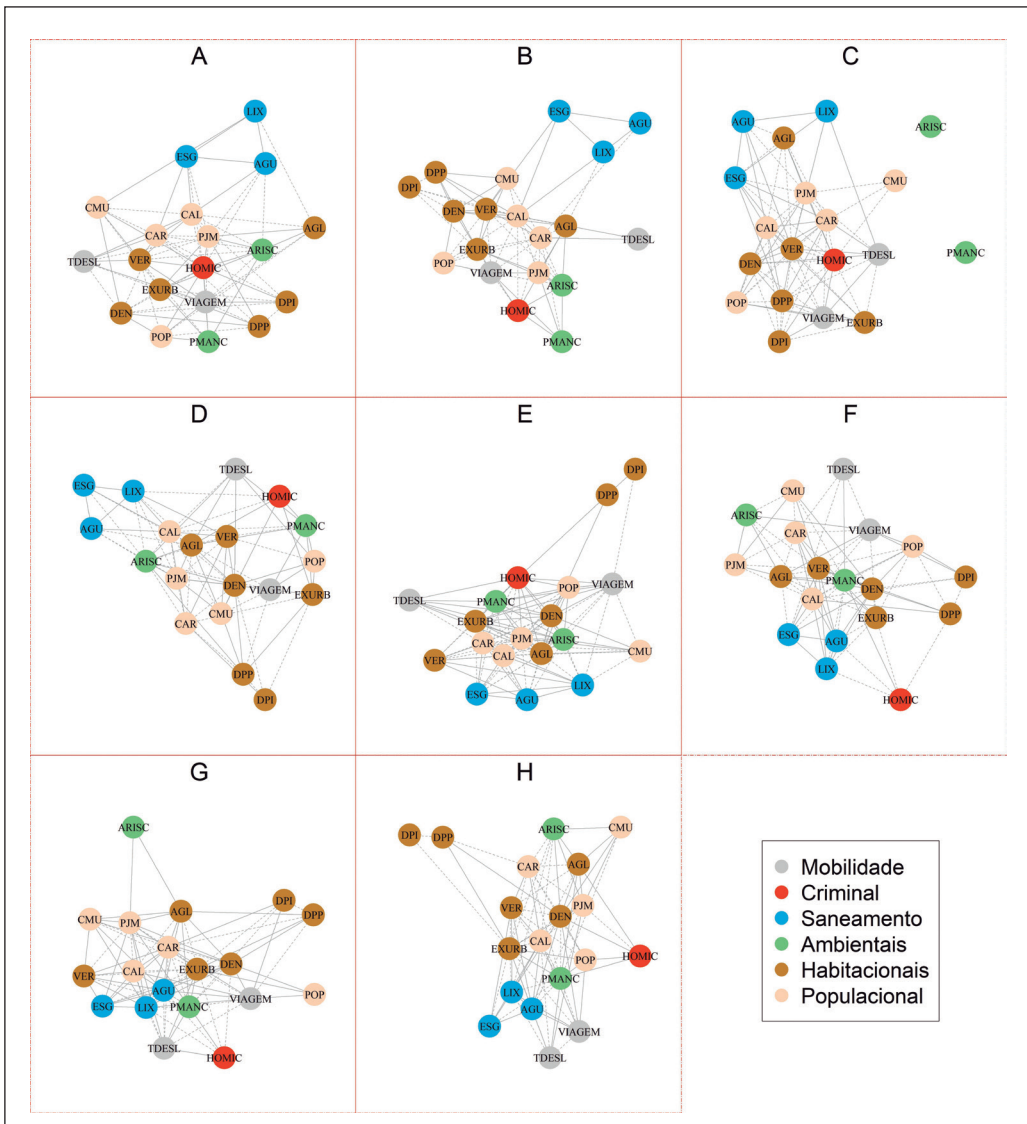 A
LIX
ESG
AGU
CMU
CAL
CAR
PJM
AGL
ARISC
TDESL
VER
HOMIC
EXURB
VIAGEM
DPI
DEN
DPP
POP
PMANC
B
ESG
AGU
LIX
DPP
DPI
CMU
DEN
VER
CAL
AGL
CAR
TDESL
EXURB
POP
VIAGEM
PJM
ARISC
HOMIC
PMANC
C
LIX
AGU
ARISC
AGL
ESG
CMU
PJM
CAR
CAL
VER
TDESL
PMANC
DEN
HOMIC
POP
DPP
VIAGEM
EXURB
DPI
D
TDESL
ESG
LIX
HOMIC
AGU
PMANC
CAL
VER
AGL
ARISC
POP
PJM
DEN
VIAGEM
EXURB
CMU
CAR
DPP
DPI
E
DPI
DPP
HOMIC
VIAGEM
POP
TDESL
PMANC
DEN
EXURB
PJM
ARISC
CAR
CMU
AGL
CAL
VER
LIX
ESG
AGU
F
TDESL
CMU
ARISC
VIAGEM
CAR
POP
PJM
VER
AGL
DPI
PMANC
DEN
CAL
DPP
EXURB
ESG
AGU
LIX
HOMIC
G
ARISC
DPI
AGL
DPP
CMU
PJM
CAR
DEN
EXURB
CAL
VER
AGU
POP
VIAGEM
ESG
LIX
PMANC
TDESL
HOMIC
H
ARISC
CMU
DPI
DPP
CAR
AGL
VER
PJM
DEN
CAL
EXURB
HOMIC
POP
PMANC
LIX
AGU
ESG
VIAGEM
TDESL
Mobilidade
Criminal
Saneamento
Ambientais
Habitacionais
Populacional